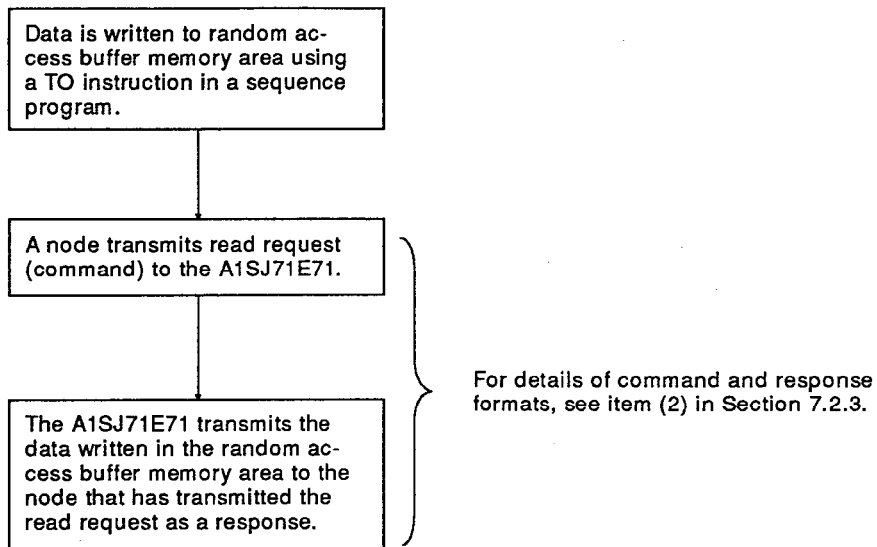 Data is written to random ac-
cess buffer memory area using
a TO instruction in a sequence
program.
A node transmits read request
(command) to the A1SJ71E71.
For details of command and response
formats, see item (2) in Section 7.2.3.
The A1SJ71E71 transmits the
data written in the random ac-
cess buffer memory area to the
node that has transmitted the
read request as a response.